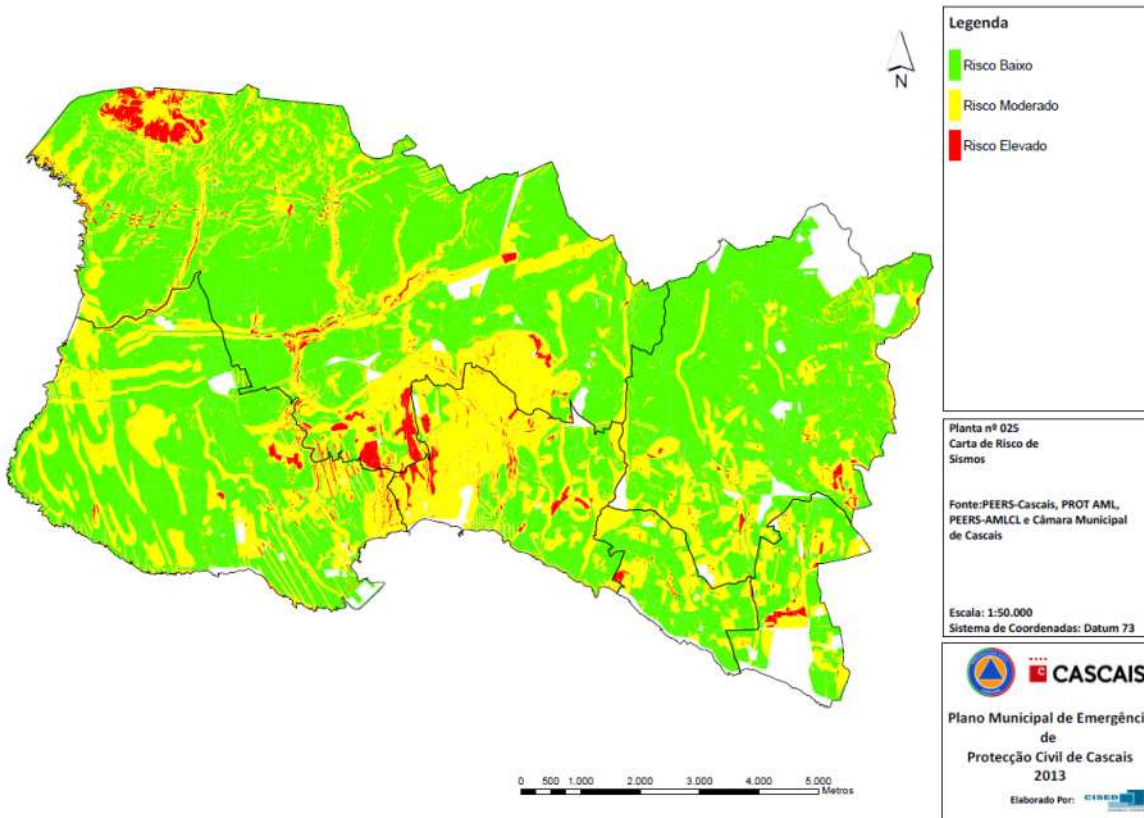 N
Legenda
Risco Baixo
Risco Moderado
Risco Elevado
Planta nº 025
Carta de Risco de
Sismos
Fonte:PEERS-Cascais, PROT AML,
PEERS-AMLCL e Câmara Municipal
de Cascais
Escala: 1:50.000
Sistema de Coordenadas: Datum 73
CASCAIS
Plano Municipal de Emergênci
de
Protecção Civil de Cascais
2013
Elaborado Por: CISED
0 500 1.000 2.000 3.000 4.000 5.000
Metros